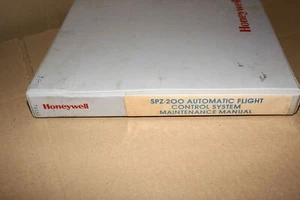 Honeywell
Honeywell
SPZ-200 AUTOMATIC FLIGHT
CONTROL SYSTEM
MAINTENANCE MANUAL